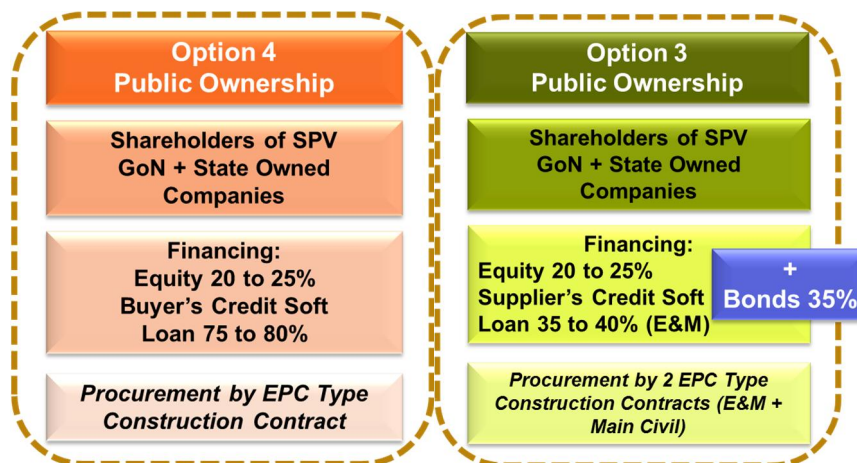 Option 4
Public Ownership
Shareholders of SPV
GoN + State Owned
Companies
Financing:
Equity 20 to 25%
Buyer's Credit Soft
Loan 75 to 80%
Procurement by EPC Type
Construction Contract
Option 3
Public Ownership
Shareholders of SPV
GoN + State Owned
Companies
Financing:
Equity 20 to 25%
Supplier's Credit Soft
Loan 35 to 40% (E&M)
+
Bonds 35%
Procurement by 2 EPC Type
Construction Contracts (E&M +
Main Civil)